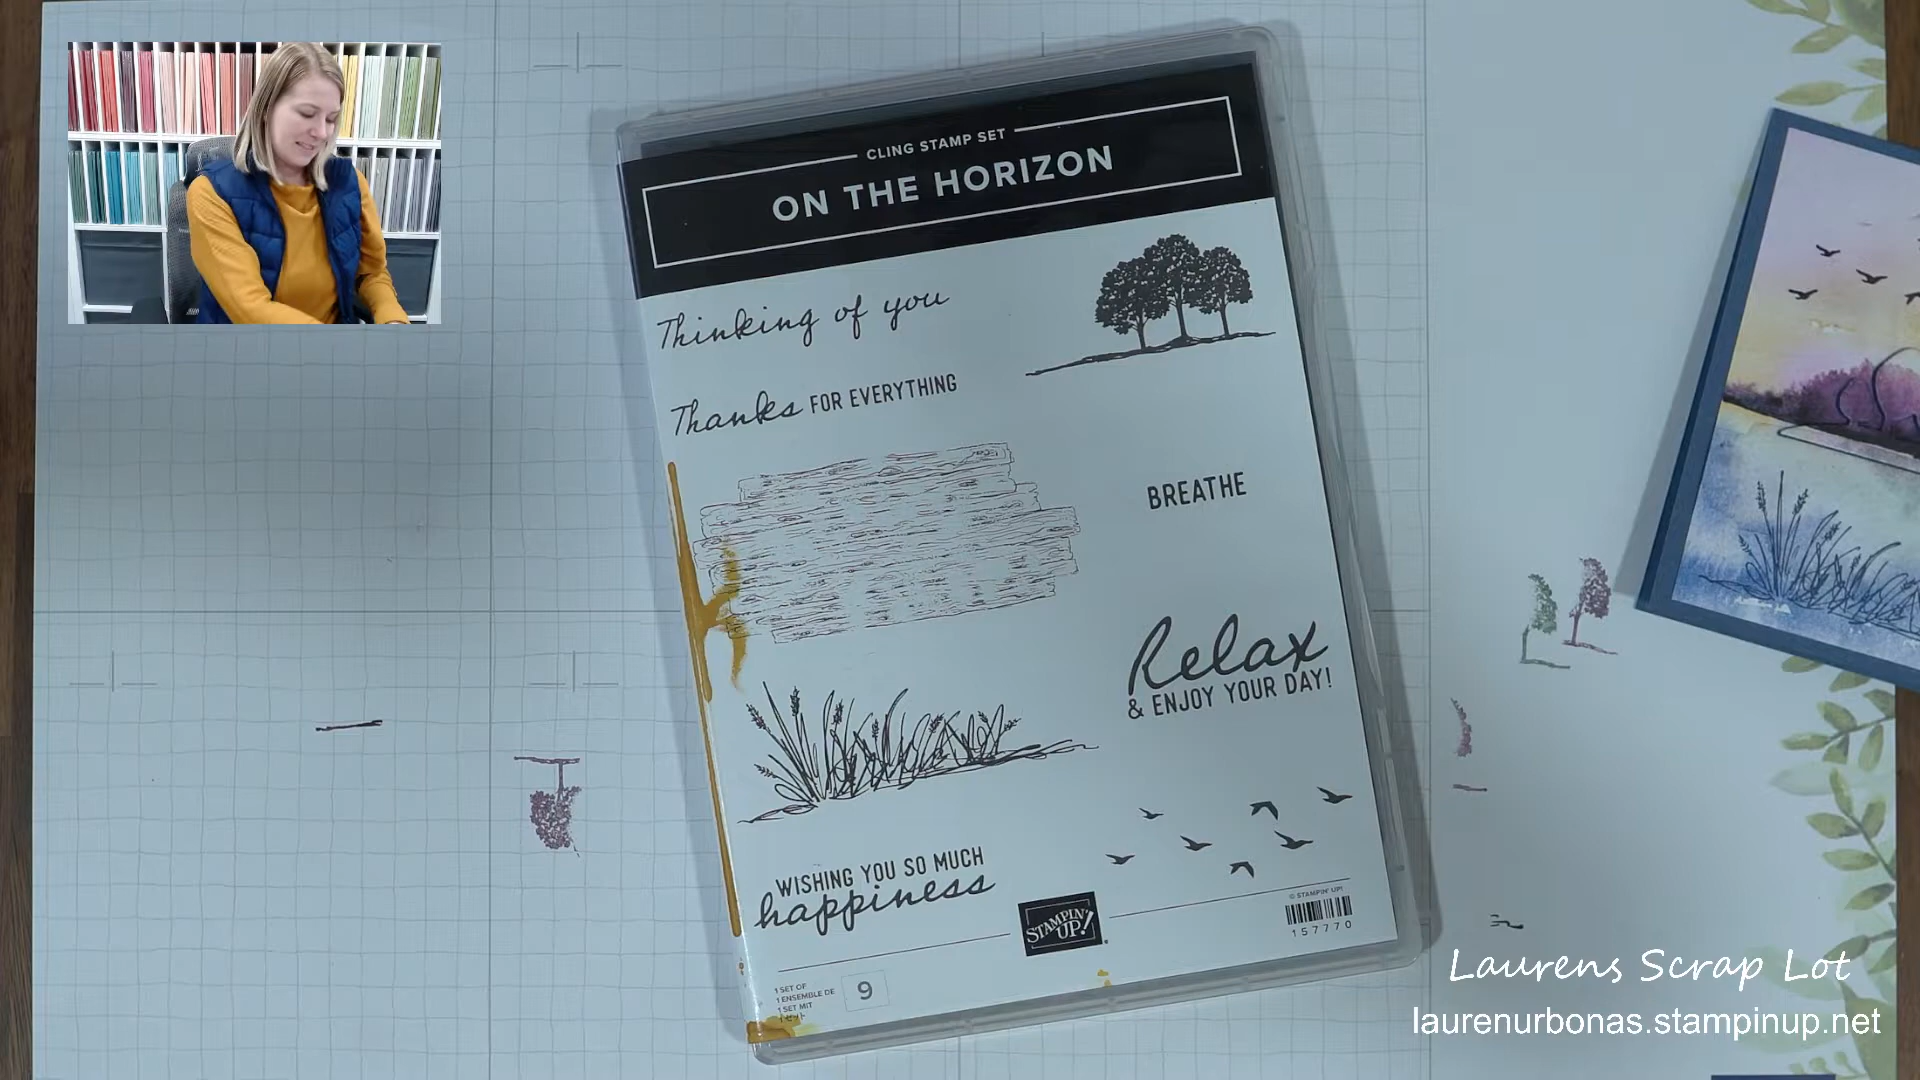 CLING STAMP SET
ON THE HORIZON
Thinking of you
Thanks FOR EVERYTHING
BREATHE
Relax
& ENJOY YOUR DAY!
WISHING YOU SO MUCH
happiness
STAMPIN'
UP!
© STAMPIN' UP!
157770
1 SET OF
1 ENSEMBLE DE
1 SET MIT
9
Laurens Scrap Lot
laurenurbonas.stampinup.net